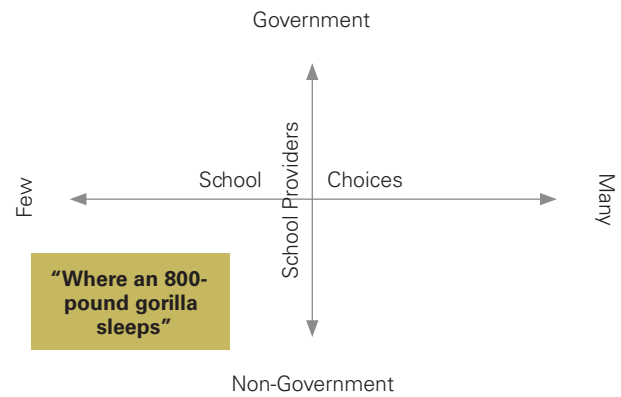 Government
School Providers
School Choices
Few
Many
“Where an 800-
pound gorilla
sleeps”
Non-Government